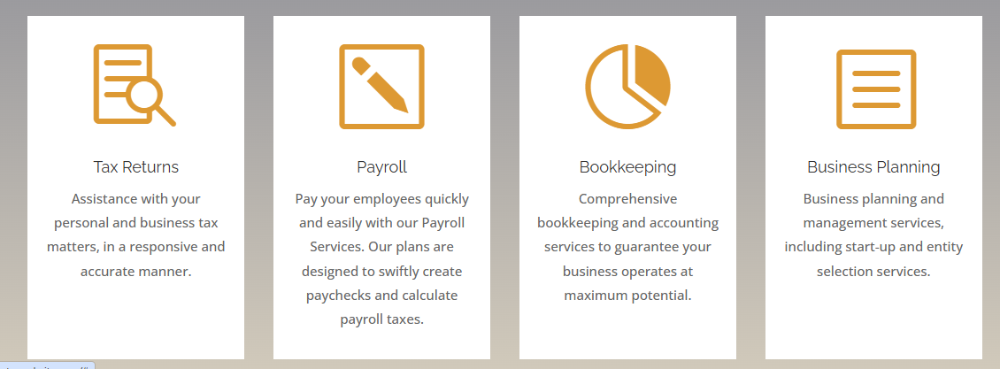 Tax Returns
Assistance with your
personal and business tax
matters, in a responsive and
accurate manner.
Payroll
Pay your employees quickly
and easily with our Payroll
Services. Our plans are
designed to swiftly create
paychecks and calculate
payroll taxes.
Bookkeeping
Comprehensive
bookkeeping and accounting
services to guarantee your
business operates at
maximum potential.
Business Planning
Business planning and
management services,
including start-up and entity
selection services.